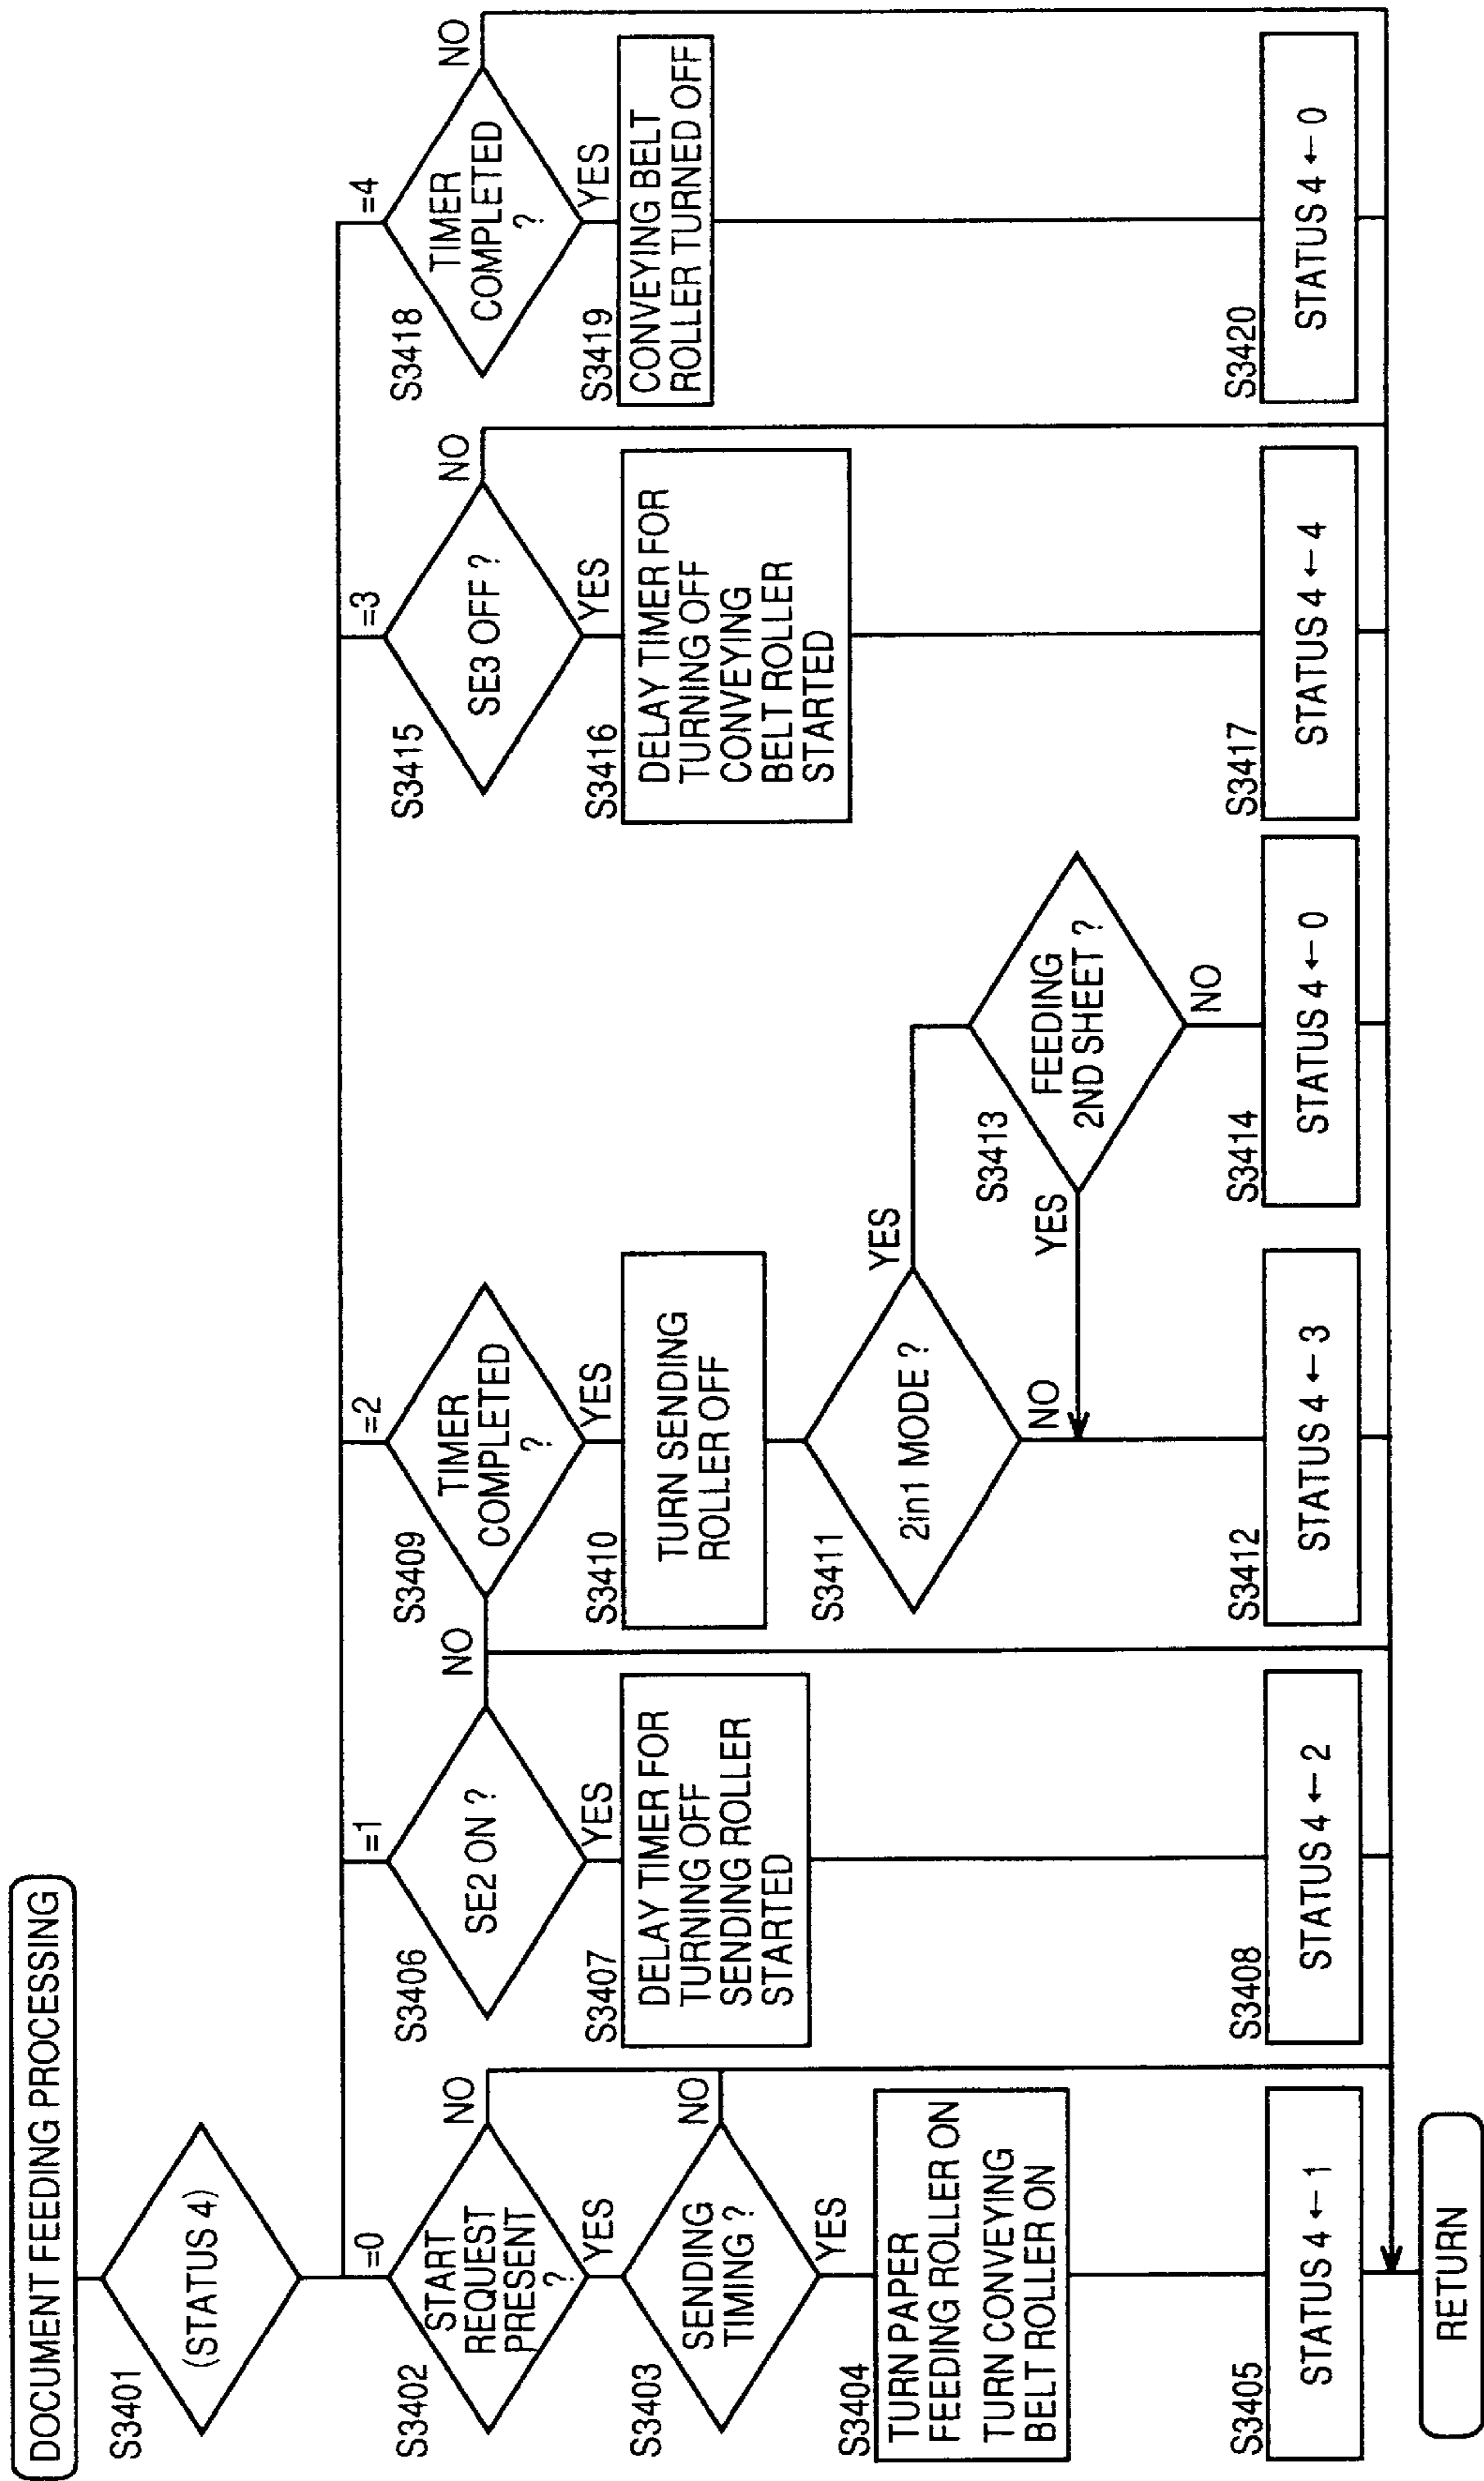 DOCUMENT FEEDING PROCESSING
S3401
(STATUS 4)
=0
S3402
START
REQUEST
PRESENT
?
NO
YES
S3403
SENDING
TIMING ?
NO
YES
S3404
TURN PAPER
FEEDING ROLLER ON
TURN CONVEYING
BELT ROLLER ON
S3405
STATUS 4 ← 1
RETURN
=1
S3406
SE2 ON ?
NO
YES
S3407
DELAY TIMER FOR
TURNING OFF
SENDING ROLLER
STARTED
S3408
STATUS 4 ← 2
=2
S3409
TIMER
COMPLETED
?
YES
S3410
TURN SENDING
ROLLER OFF
S3411
2in1 MODE ?
YES
NO
S3412
STATUS 4 ← 3
S3413
FEEDING
2ND SHEET ?
YES
NO
S3414
STATUS 4 ← 0
=3
S3415
SE3 OFF ?
NO
YES
S3416
DELAY TIMER FOR
TURNING OFF
CONVEYING
BELT ROLLER
STARTED
S3417
STATUS 4 ← 4
=4
S3418
TIMER
COMPLETED
?
NO
YES
S3419
CONVEYING BELT
ROLLER TURNED OFF
S3420
STATUS 4 ← 0